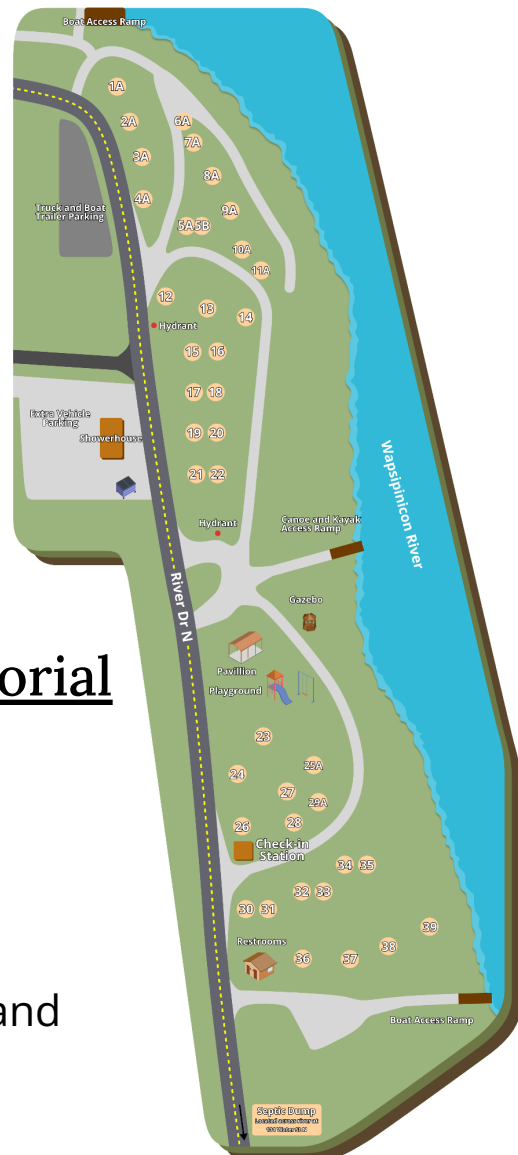 Boat Access Ramp
1A
2A
6A
7A
3A
8A
4A
Truck and Boat
Trailer Parking
9A
5A 5B
10A
11A
12
13
14
Hydrant
15 16
17 18
Extra Vehicle
Parking
Showerhouse
19 20
21 22
Wapsipinicon River
Hydrant
Canoe and Kayak
Access Ramp
River Dr N
Gazebo
orial
Pavillion
Playground
23
25A
24
27
29A
28
26
Check-in
Station
34 35
32 33
30 31
39
Restrooms
38
36
37
and
Boat Access Ramp
Septic Dump
Located across river at